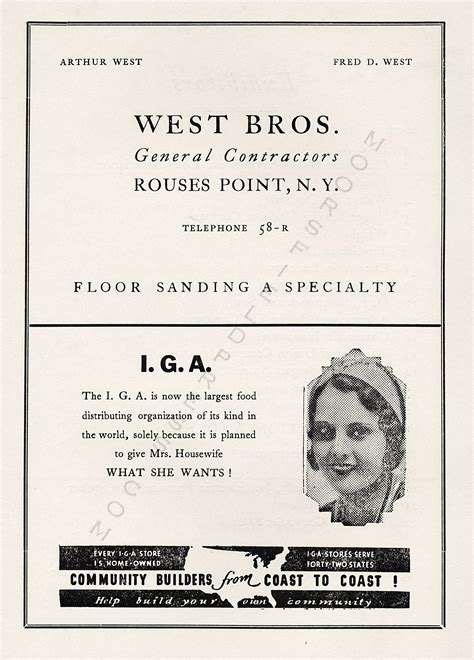 ARTHUR WEST FRED D. WEST
WEST BROS.
General Contractors
ROUSES POINT, N. Y.
TELEPHONE 58-R
FLOOR SANDING A SPECIALTY
I. G. A.
The I. G. A. is now the largest food
distributing organization of its kind in
the world, solely because it is planned
to give Mrs. Housewife
WHAT SHE WANTS !
EVERY I·G·A STORE
IS HOME-OWNED
I·G·A·STORES SERVE
FORTY-TWO STATES
COMMUNITY BUILDERS from COAST TO COAST !
Help build your own community
MOORSFIELDPRESS.COM